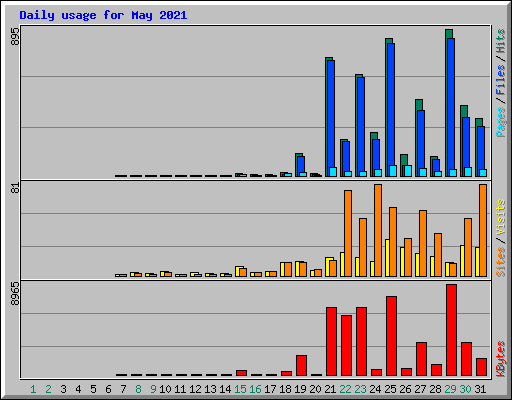 Daily usage for May 2021
895
81
8965
Pages/Files/Hits
Sites/Visits
KBytes
1 2 3 4 5 6 7 8 9 10 11 12 13 14 15 16 17 18 19 20 21 22 23 24 25 26 27 28 29 30 31